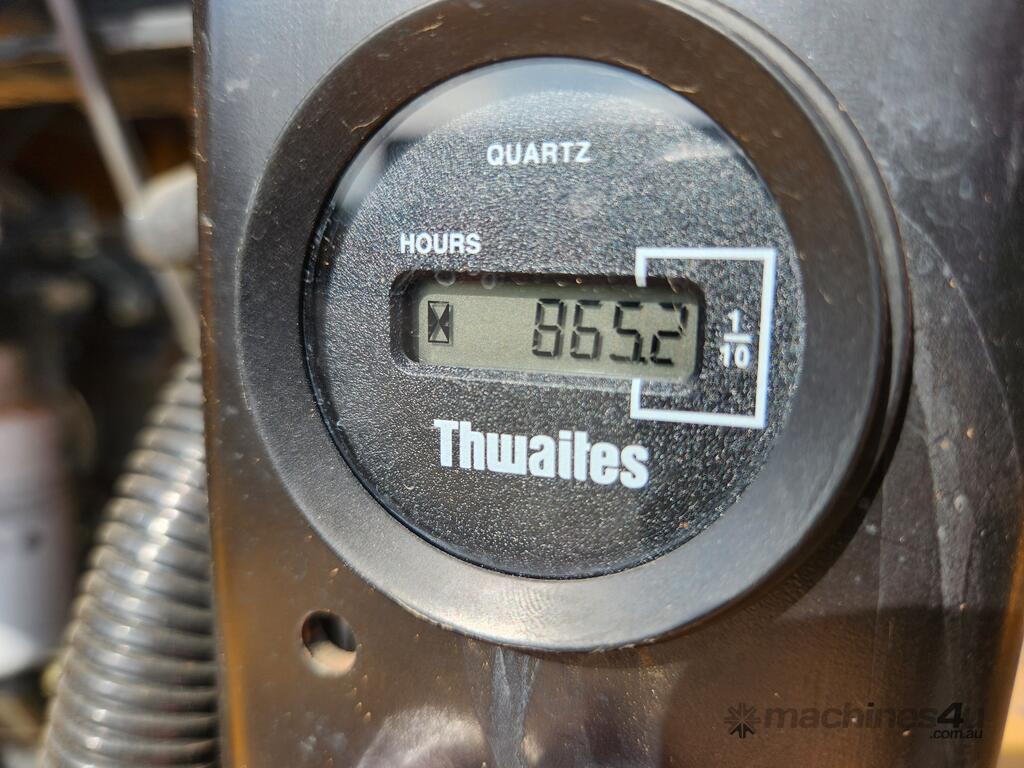 QUARTZ
HOURS
865.2
1
10
Thwaites
machines4u
.com.au